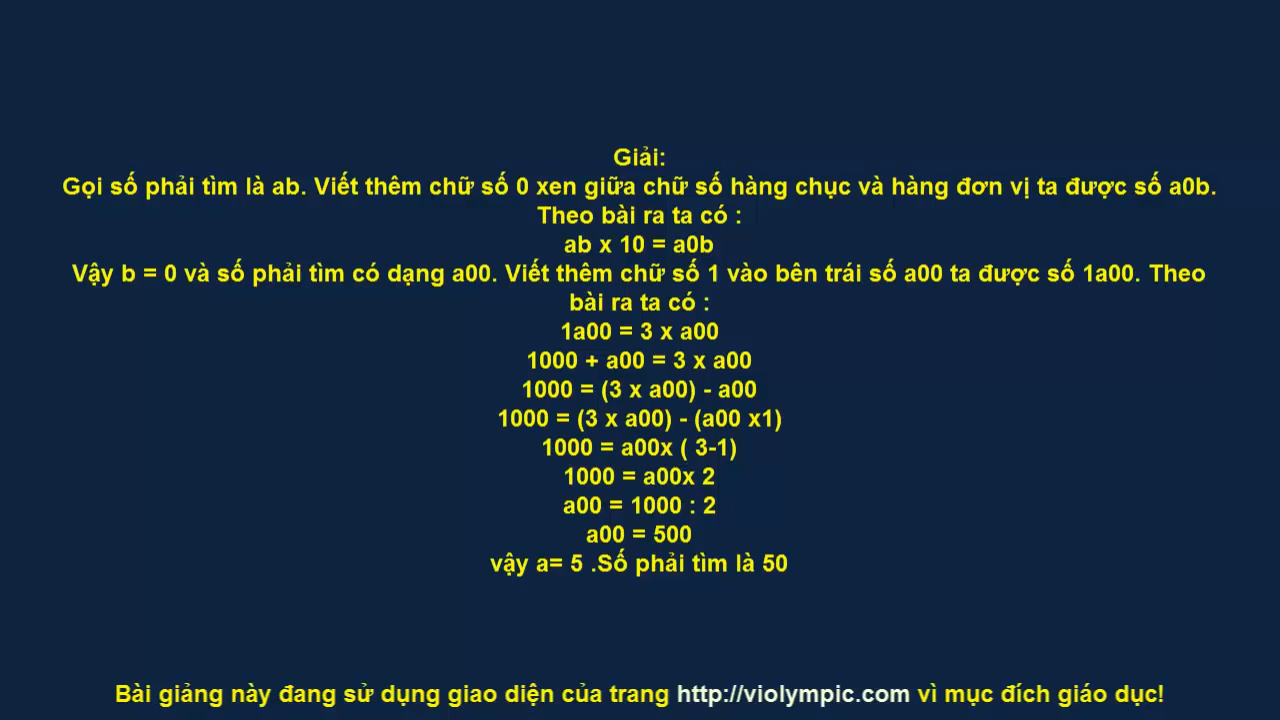 Giải:
Gọi số phải tìm là ab. Viết thêm chữ số 0 xen giữa chữ số hàng chục và hàng đơn vị ta được số a0b.
Theo bài ra ta có :
ab x 10 = a0b
Vậy b = 0 và số phải tìm có dạng a00. Viết thêm chữ số 1 vào bên trái số a00 ta được số 1a00. Theo
bài ra ta có :
1a00 = 3 x a00
1000 + a00 = 3 x a00
1000 = (3 x a00) - a00
1000 = (3 x a00) - (a00 x1)
1000 = a00x ( 3-1)
1000 = a00x 2
a00 = 1000 : 2
a00 = 500
vậy a= 5 .Số phải tìm là 50
Bài giảng này đang sử dụng giao diện của trang http://violympic.com vì mục đích giáo dục!